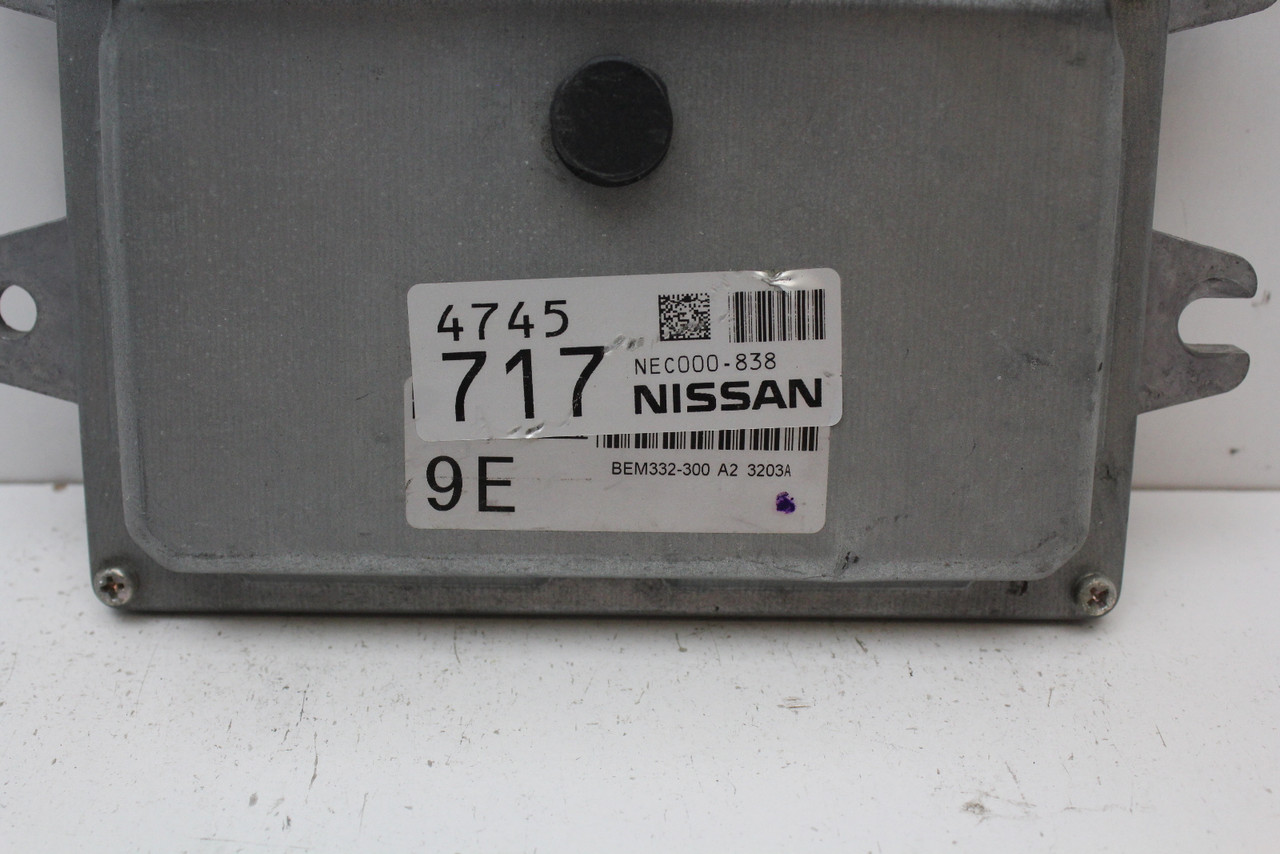 4745
717
NEC000-838
NISSAN
9E
BEM332-300 A2 3203A